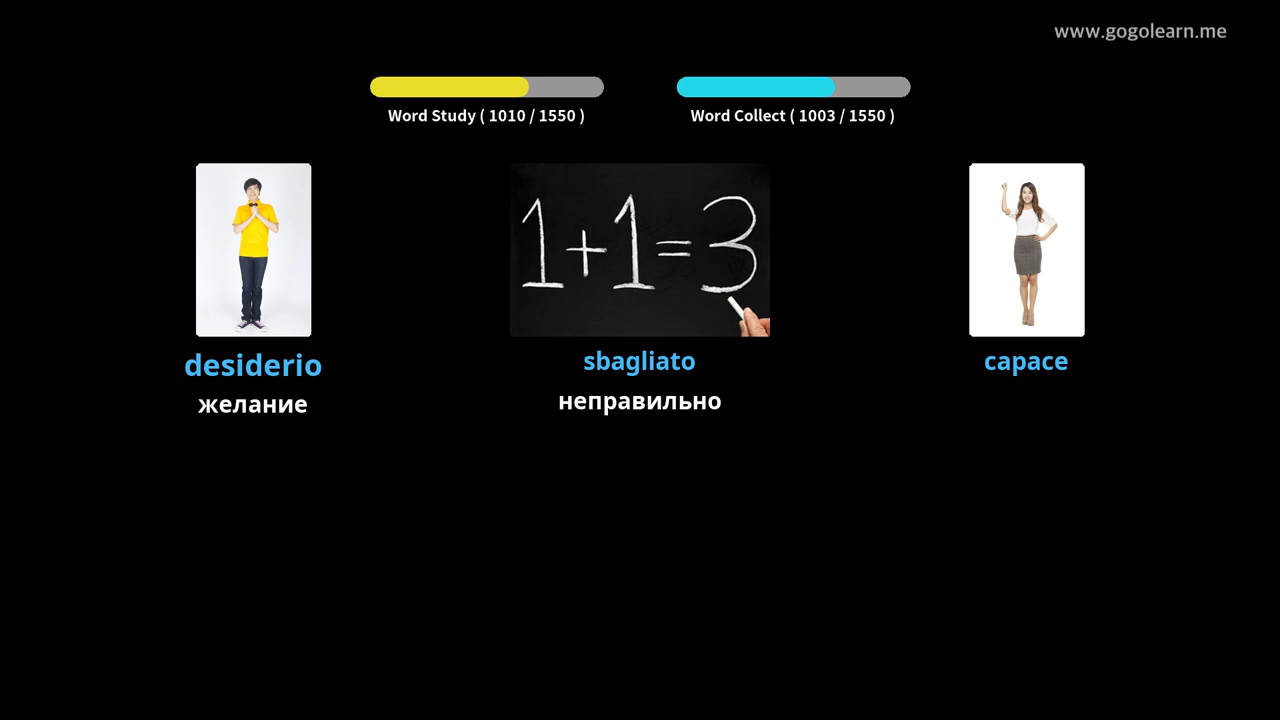 www.gogolearn.me
Word Study ( 1010 / 1550 )
Word Collect ( 1003 / 1550 )
1+1=3
desiderio
желание
sbagliato
неправильно
capace